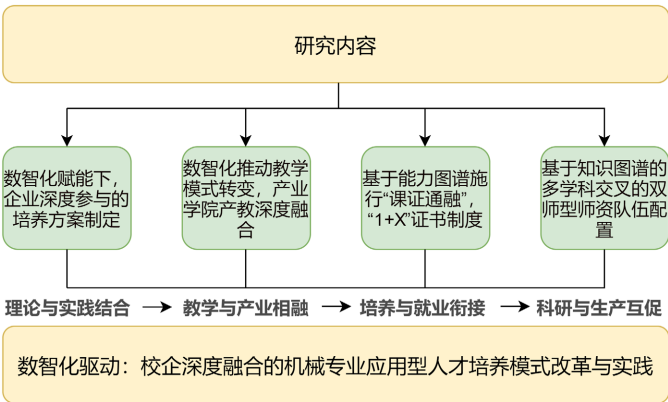 研究内容
数智化赋能下，
企业深度参与的
培养方案制定
数智化推动教学
模式转变，产业
学院产教深度融
合
基于能力图谱施
行“课证通融”，
“1+X”证书制度
基于知识图谱的
多学科交叉的双
师型师资队伍配
置
理论与实践结合
教学与产业相融
培养与就业衔接
科研与生产互促
数智化驱动：校企深度融合的机械专业应用型人才培养模式改革与实践